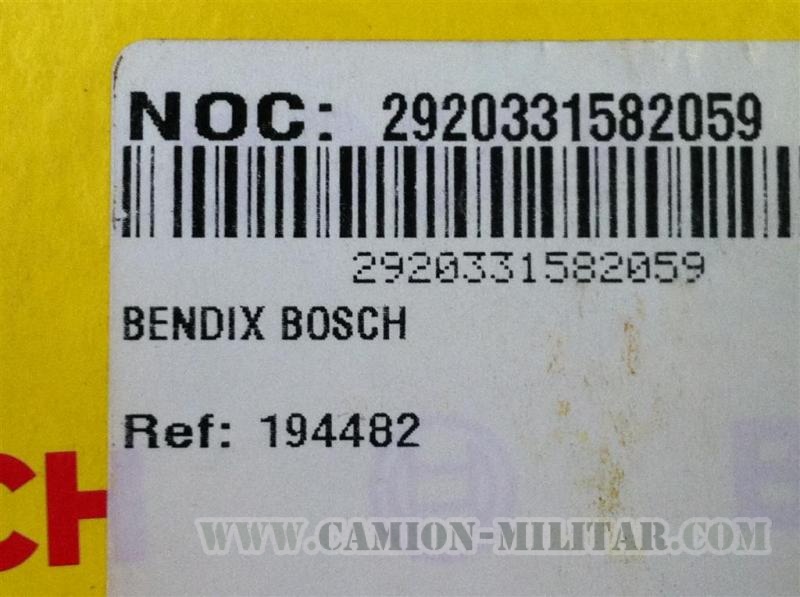 NOC: 2920331582059
2920331582059
BENDIX BOSCH
Ref: 194482
CH
WWW.CAMION-MILITAR.COM